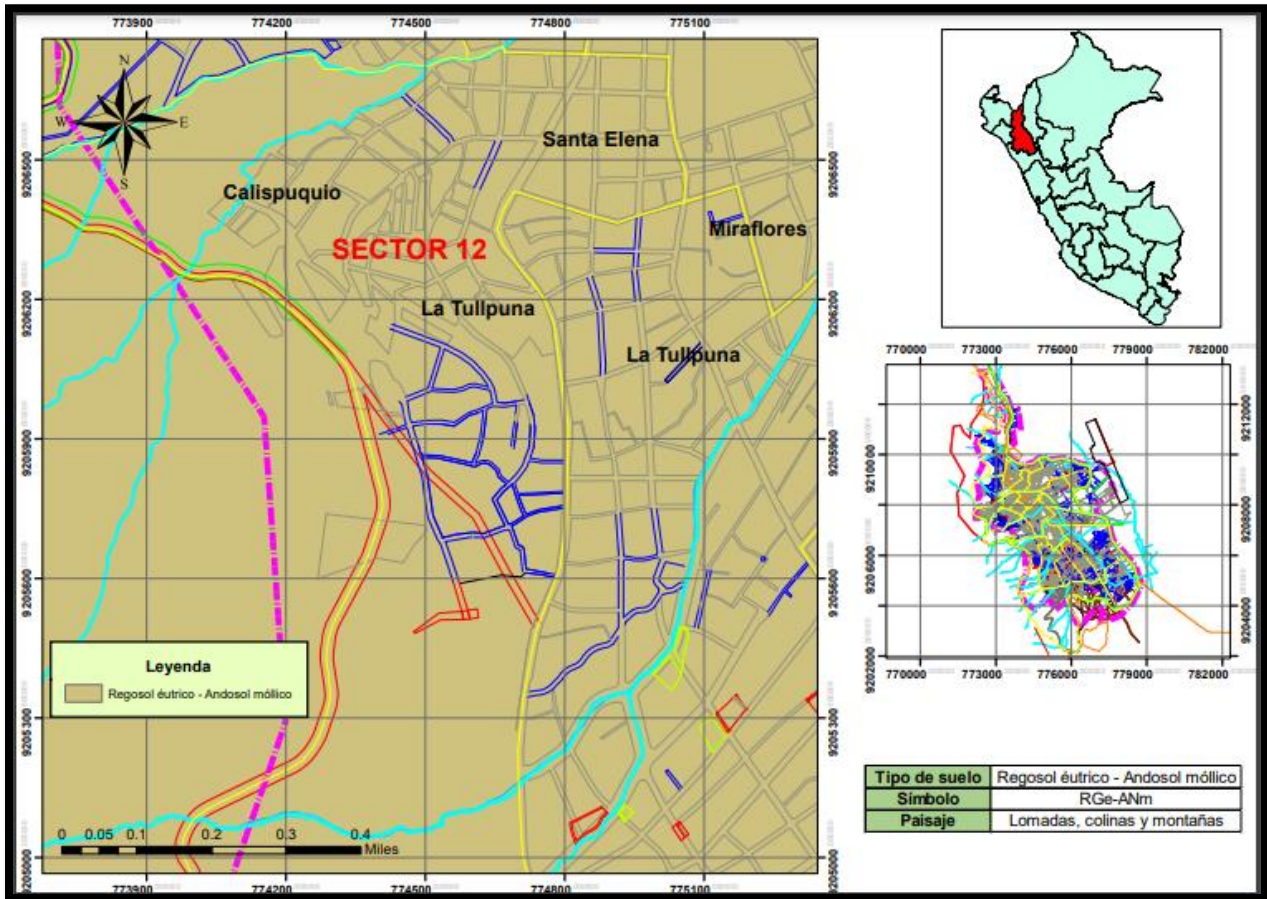 773900 774200 774500 774800 775100
N
W E
S
Santa Elena
Calispuquio
Miraflores
SECTOR 12
La Tullpuna
La Tullpuna
9206500 9206200 9205900 9205600 9205300 9205000
9206500 9206200 9205900 9205600 9205300 9205000
Leyenda
Regosol éutrico - Andosol móllico
0 0.05 0.1 0.2 0.3 0.4
Miles
773900 774200 774500 774800 775100
770000 773000 776000 779000 782000
9210000 9206000 9202000
9212000 9208000 9204000
770000 773000 776000 779000 782000
Tipo de suelo Regosol éutrico - Andosol móllico
Símbolo RGe-ANm
Paisaje Lomadas, colinas y montañas